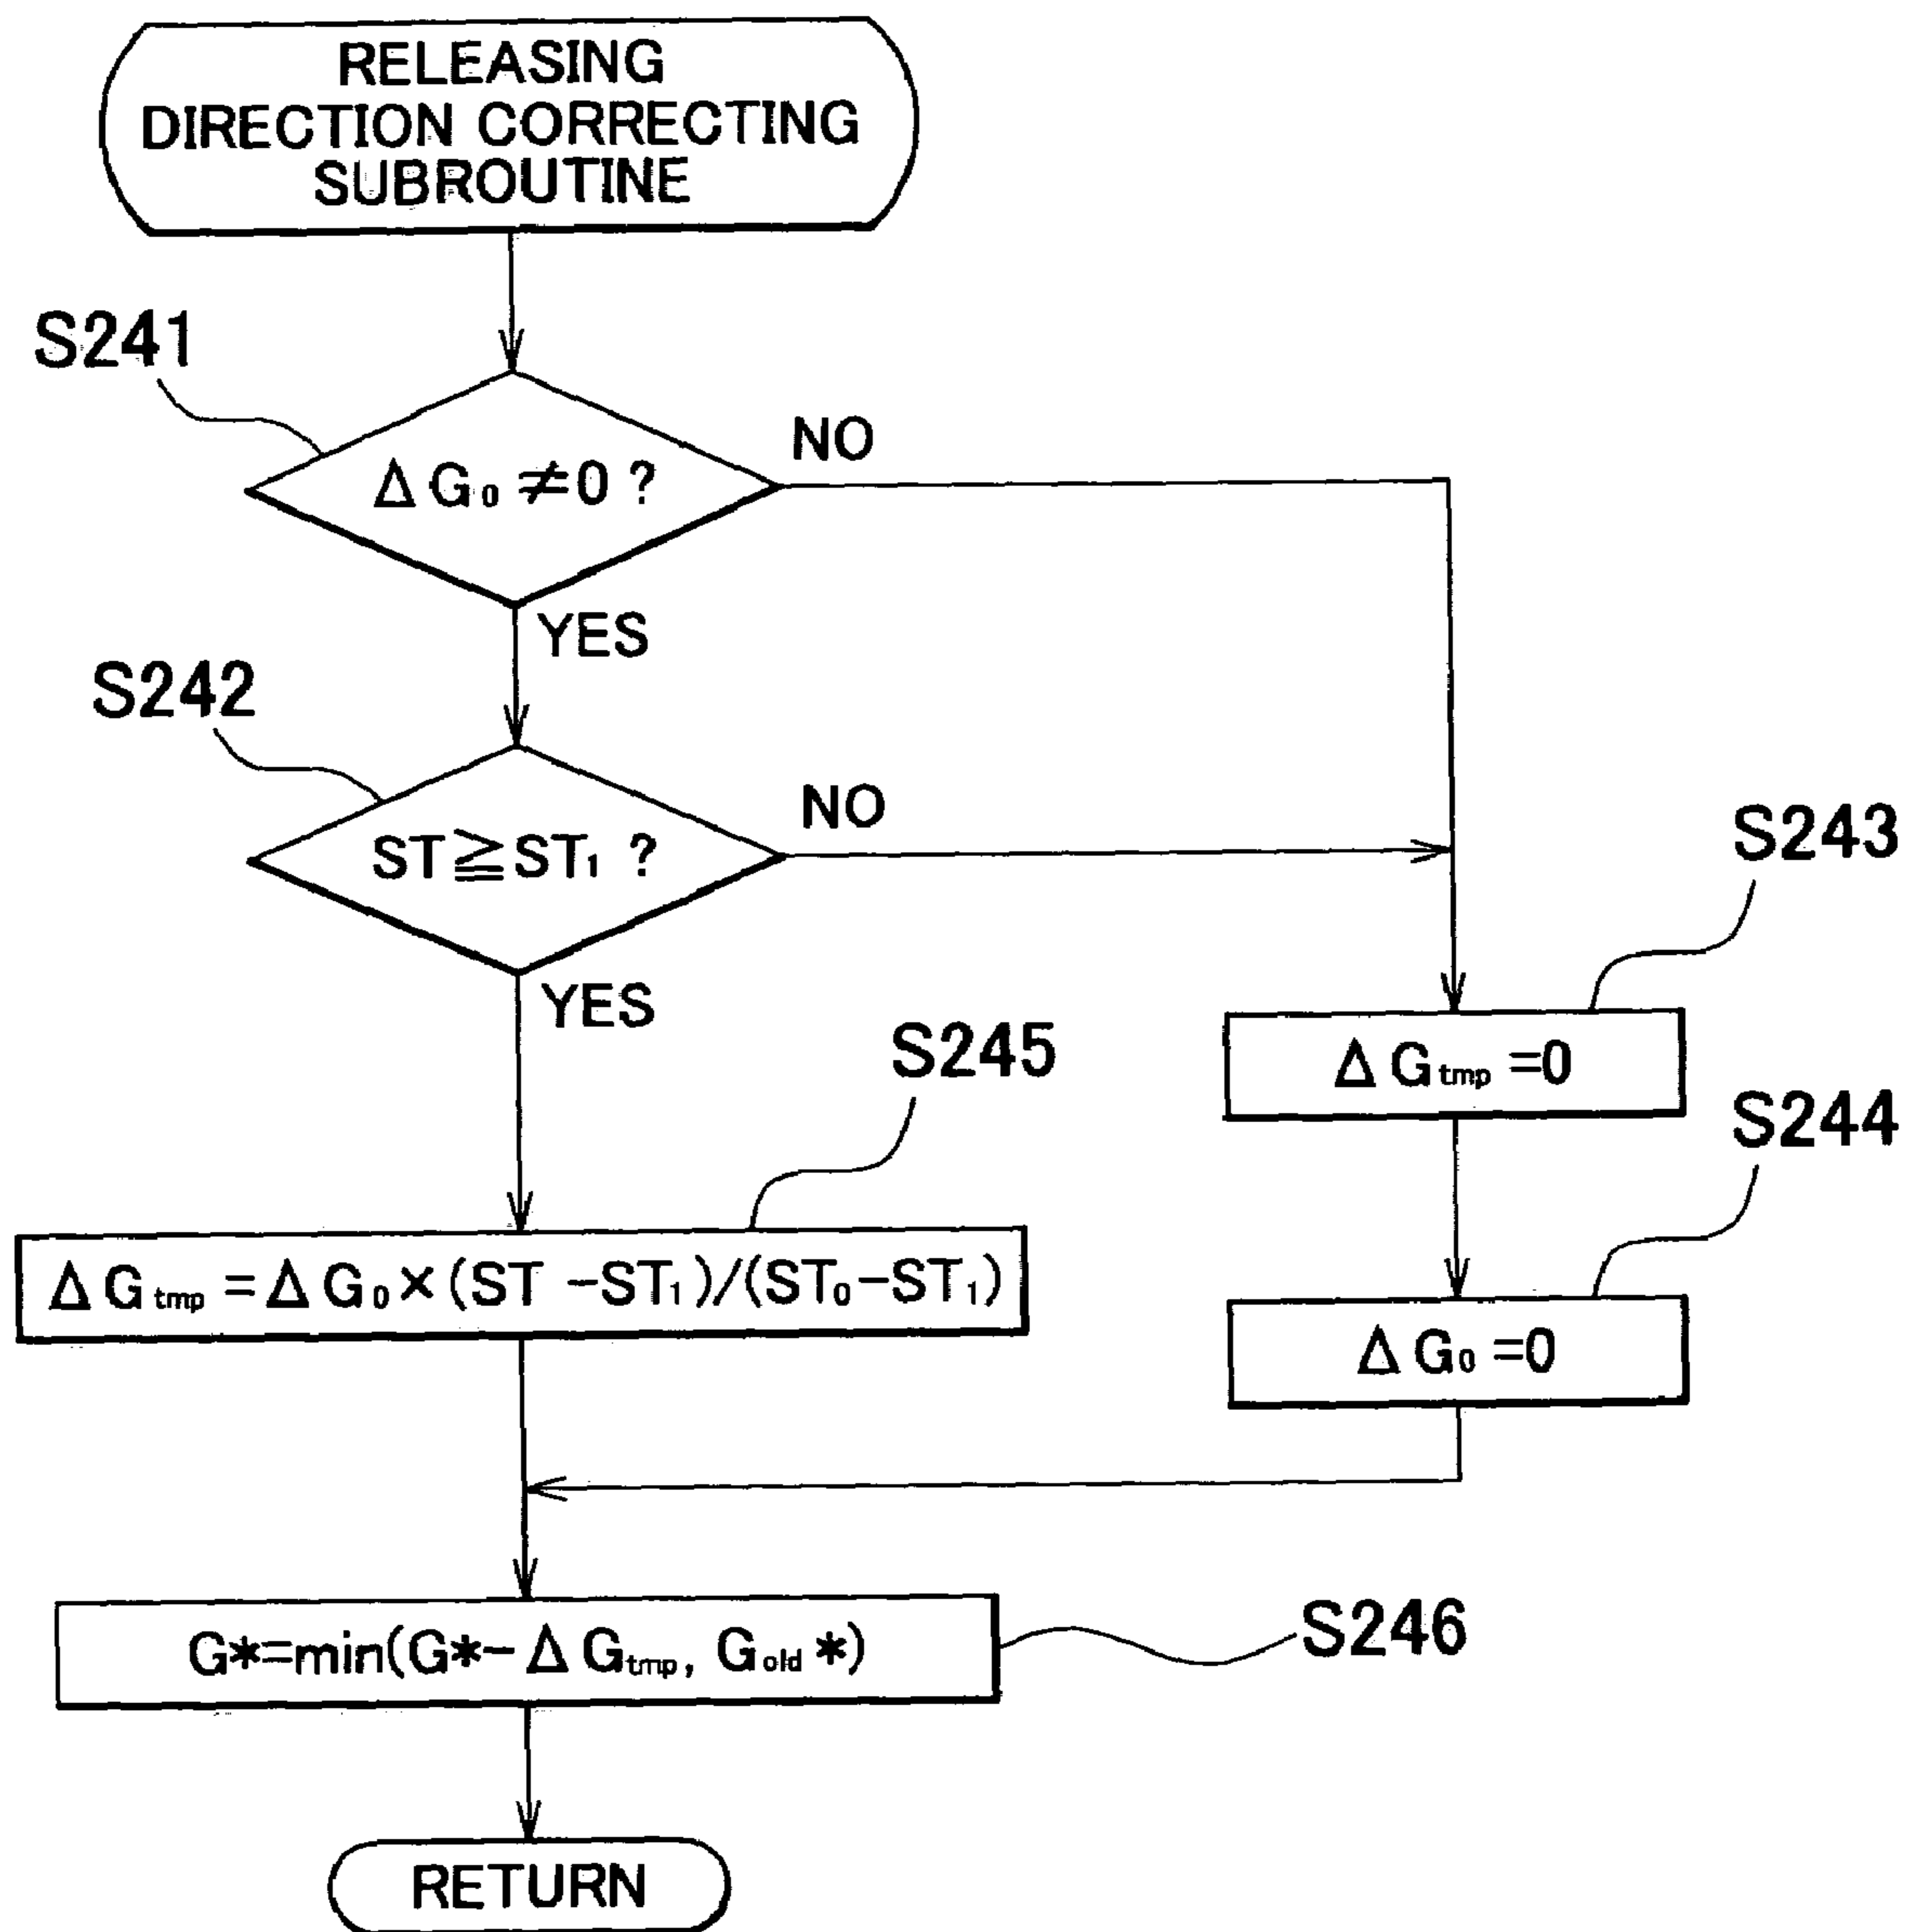 RELEASING
DIRECTION CORRECTING
SUBROUTINE
S241
ΔG₀≠0 ?
NO
YES
S242
ST≧ST₁ ?
NO
YES
S243
ΔGtmp =0
S244
ΔG₀ =0
S245
ΔGtmp =ΔG₀×(ST −ST₁)/(ST₀−ST₁)
G*=min(G*−ΔGtmp, Gold*)
S246
RETURN